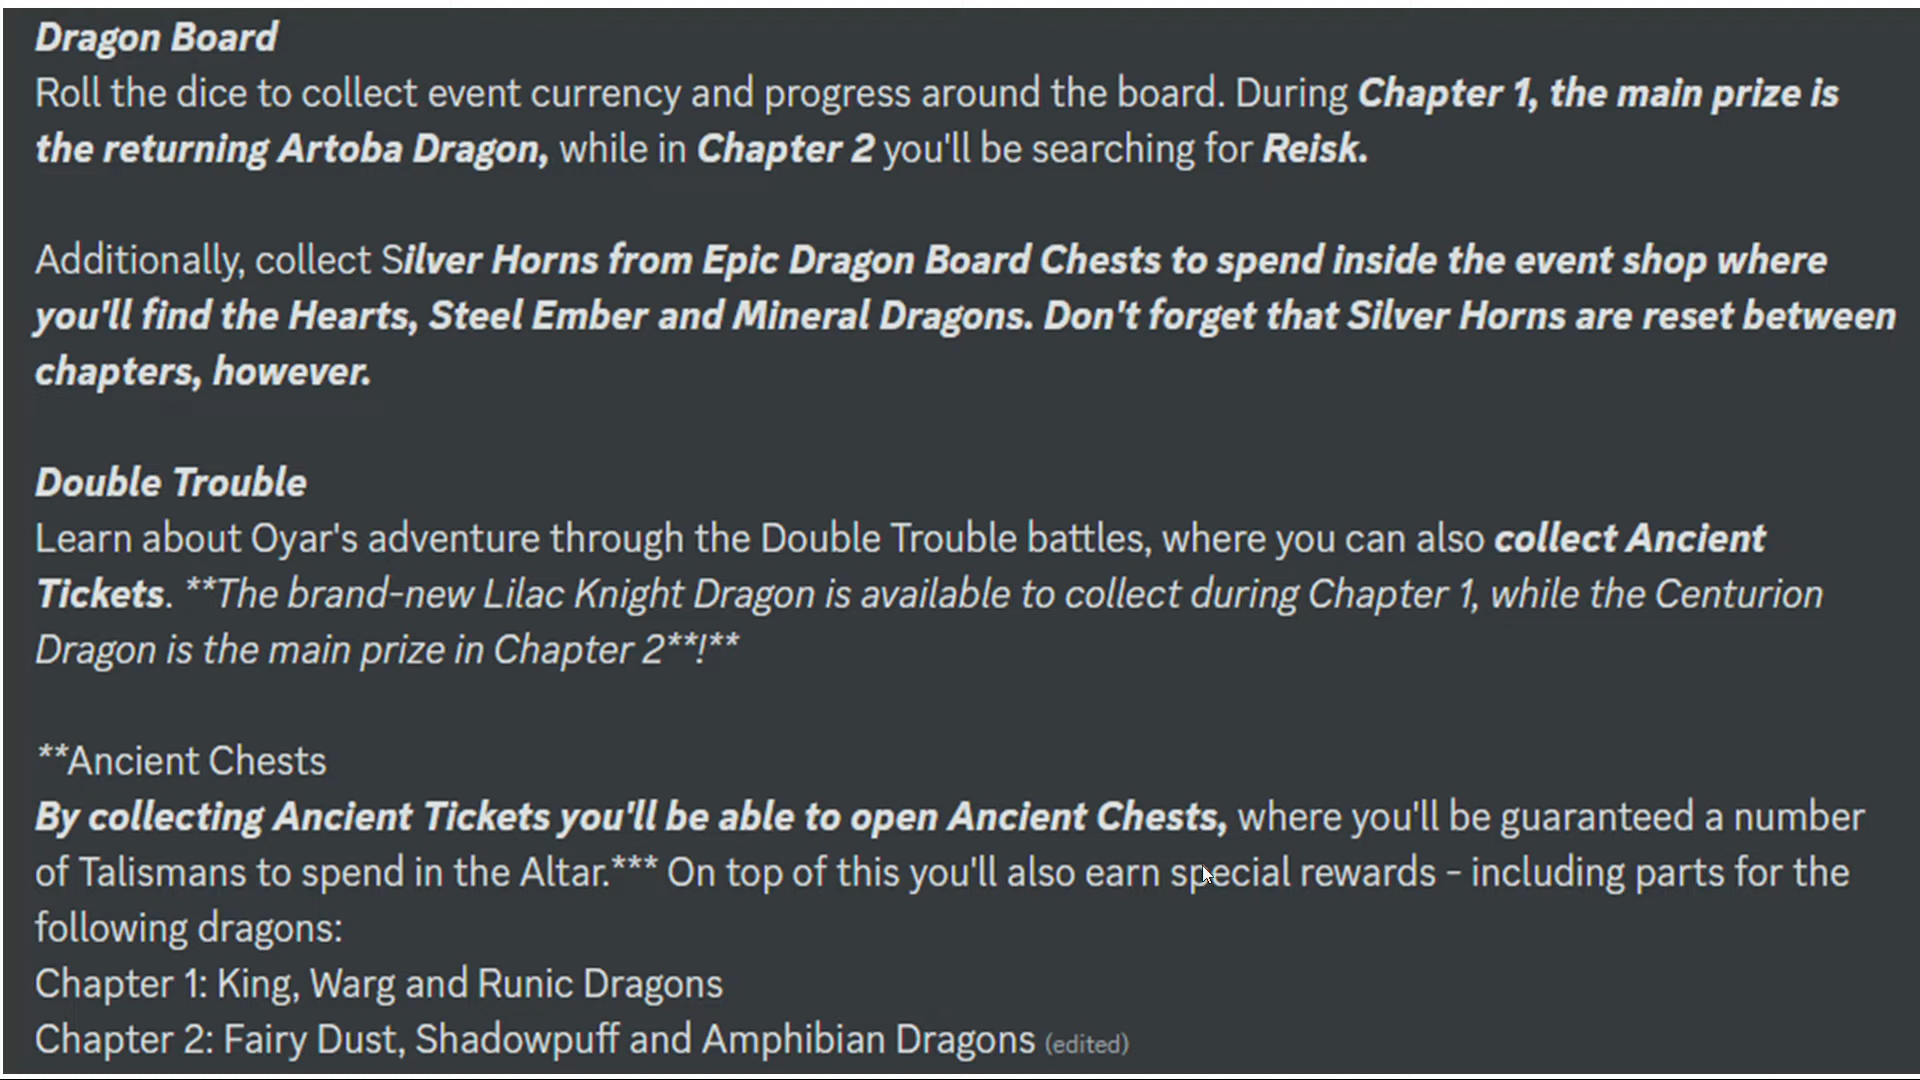 Dragon Board
Roll the dice to collect event currency and progress around the board. During Chapter 1, the main prize is
the returning Artoba Dragon, while in Chapter 2 you'll be searching for Reisk.
Additionally, collect Silver Horns from Epic Dragon Board Chests to spend inside the event shop where
you'll find the Hearts, Steel Ember and Mineral Dragons. Don't forget that Silver Horns are reset between
chapters, however.
Double Trouble
Learn about Oyar's adventure through the Double Trouble battles, where you can also collect Ancient
Tickets. **The brand-new Lilac Knight Dragon is available to collect during Chapter 1, while the Centurion
Dragon is the main prize in Chapter 2**!**
**Ancient Chests
By collecting Ancient Tickets you'll be able to open Ancient Chests, where you'll be guaranteed a number
of Talismans to spend in the Altar.*** On top of this you'll also earn special rewards - including parts for the
following dragons:
Chapter 1: King, Warg and Runic Dragons
Chapter 2: Fairy Dust, Shadowpuff and Amphibian Dragons (edited)